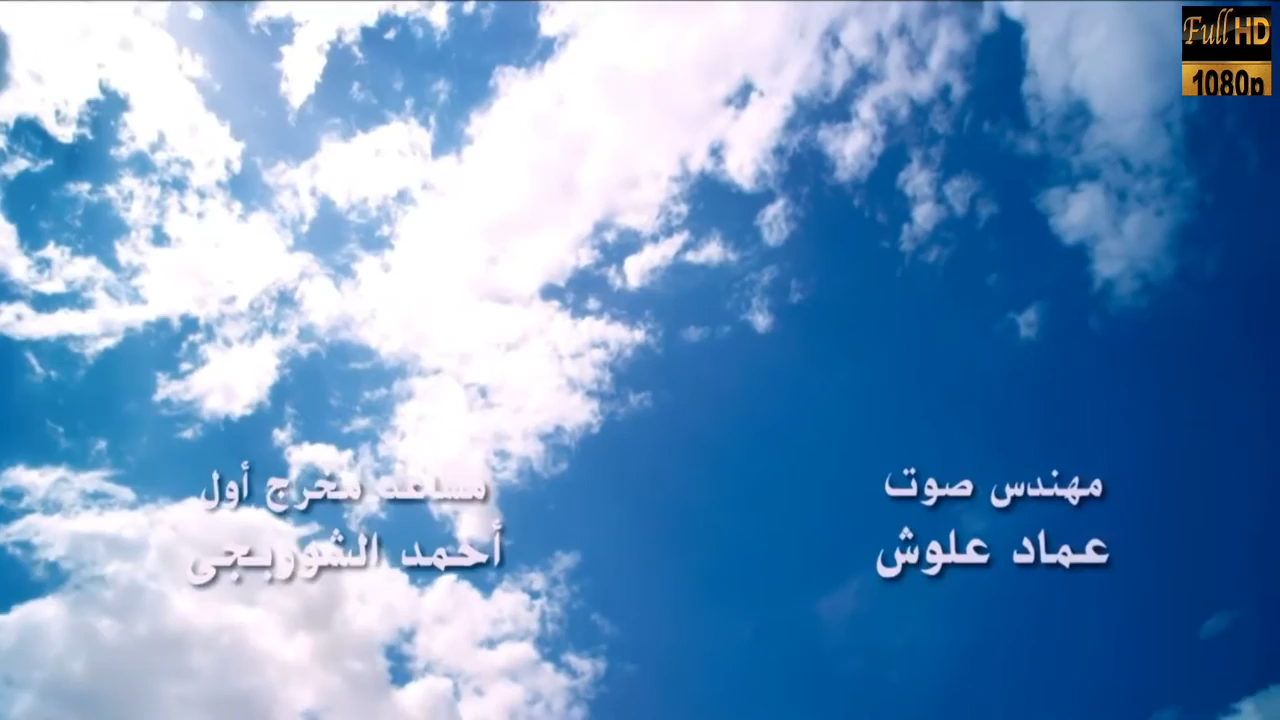 Full HD
1080p
مهندس صوت
عماد علوش
مساعد مخرج أول
أحمد الشوربجى